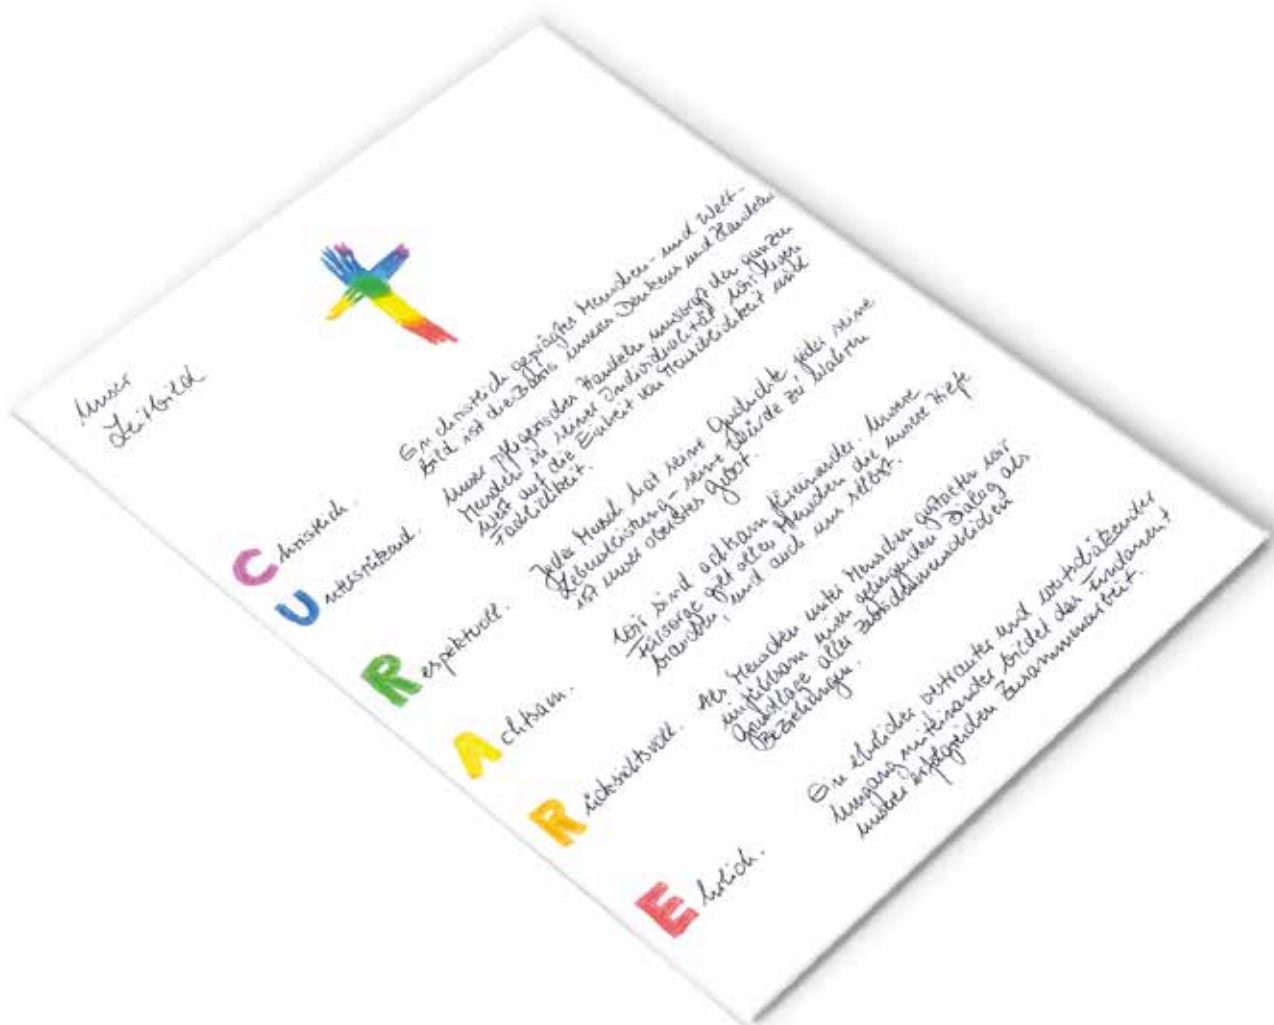 Unser
Leitbild
Christlich.
Ein christlich geprägtes Menschen- und Welt-
bild ist die Basis unseres Denkens und Handelns
Unterstützend.
Unser pflegerisches Handeln umsorgt den ganzen
Menschen in seiner Individualität. Wir legen
Wert auf die Einheit von Menschlichkeit und
Fachlichkeit.
Respektvoll.
Jeder Mensch hat seine Geschichte, jeder seine
Lebensleistung - seine Würde zu wahren
ist unser oberstes Gebot.
Achtsam.
Wir sind achtsam füreinander. Unsere
Fürsorge gilt allen Menschen die unsere Hilfe
brauchen, und auch uns selbst.
Rücksichtsvoll.
Als Menschen unter Menschen gestalten wir
einfühlsam einen gelingenden Dialog als
Grundlage aller zwischenmenschlichen
Beziehungen.
Ehrlich.
Ein ehrlicher vertrauter und wertschätzender
Umgang miteinander bildet das Fundament
unserer erfolgreichen Zusammenarbeit.